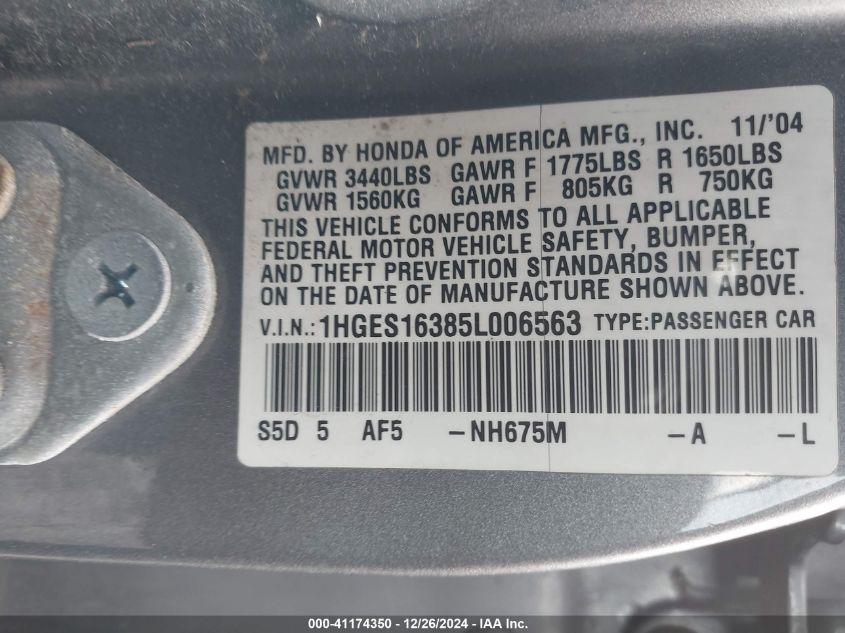 MFD. BY HONDA OF AMERICA MFG., INC. 11/'04
GVWR 3440LBS GAWR F 1775LBS R 1650LBS
GVWR 1560KG GAWR F 805KG R 750KG
THIS VEHICLE CONFORMS TO ALL APPLICABLE
FEDERAL MOTOR VEHICLE SAFETY, BUMPER,
AND THEFT PREVENTION STANDARDS IN EFFECT
ON THE DATE OF MANUFACTURE SHOWN ABOVE.
V.I.N.: 1HGES16385L006563 TYPE:PASSENGER CAR
S5D 5 AF5 -NH675M -A -L
000-41174350 - 12/26/2024 - IAA Inc.